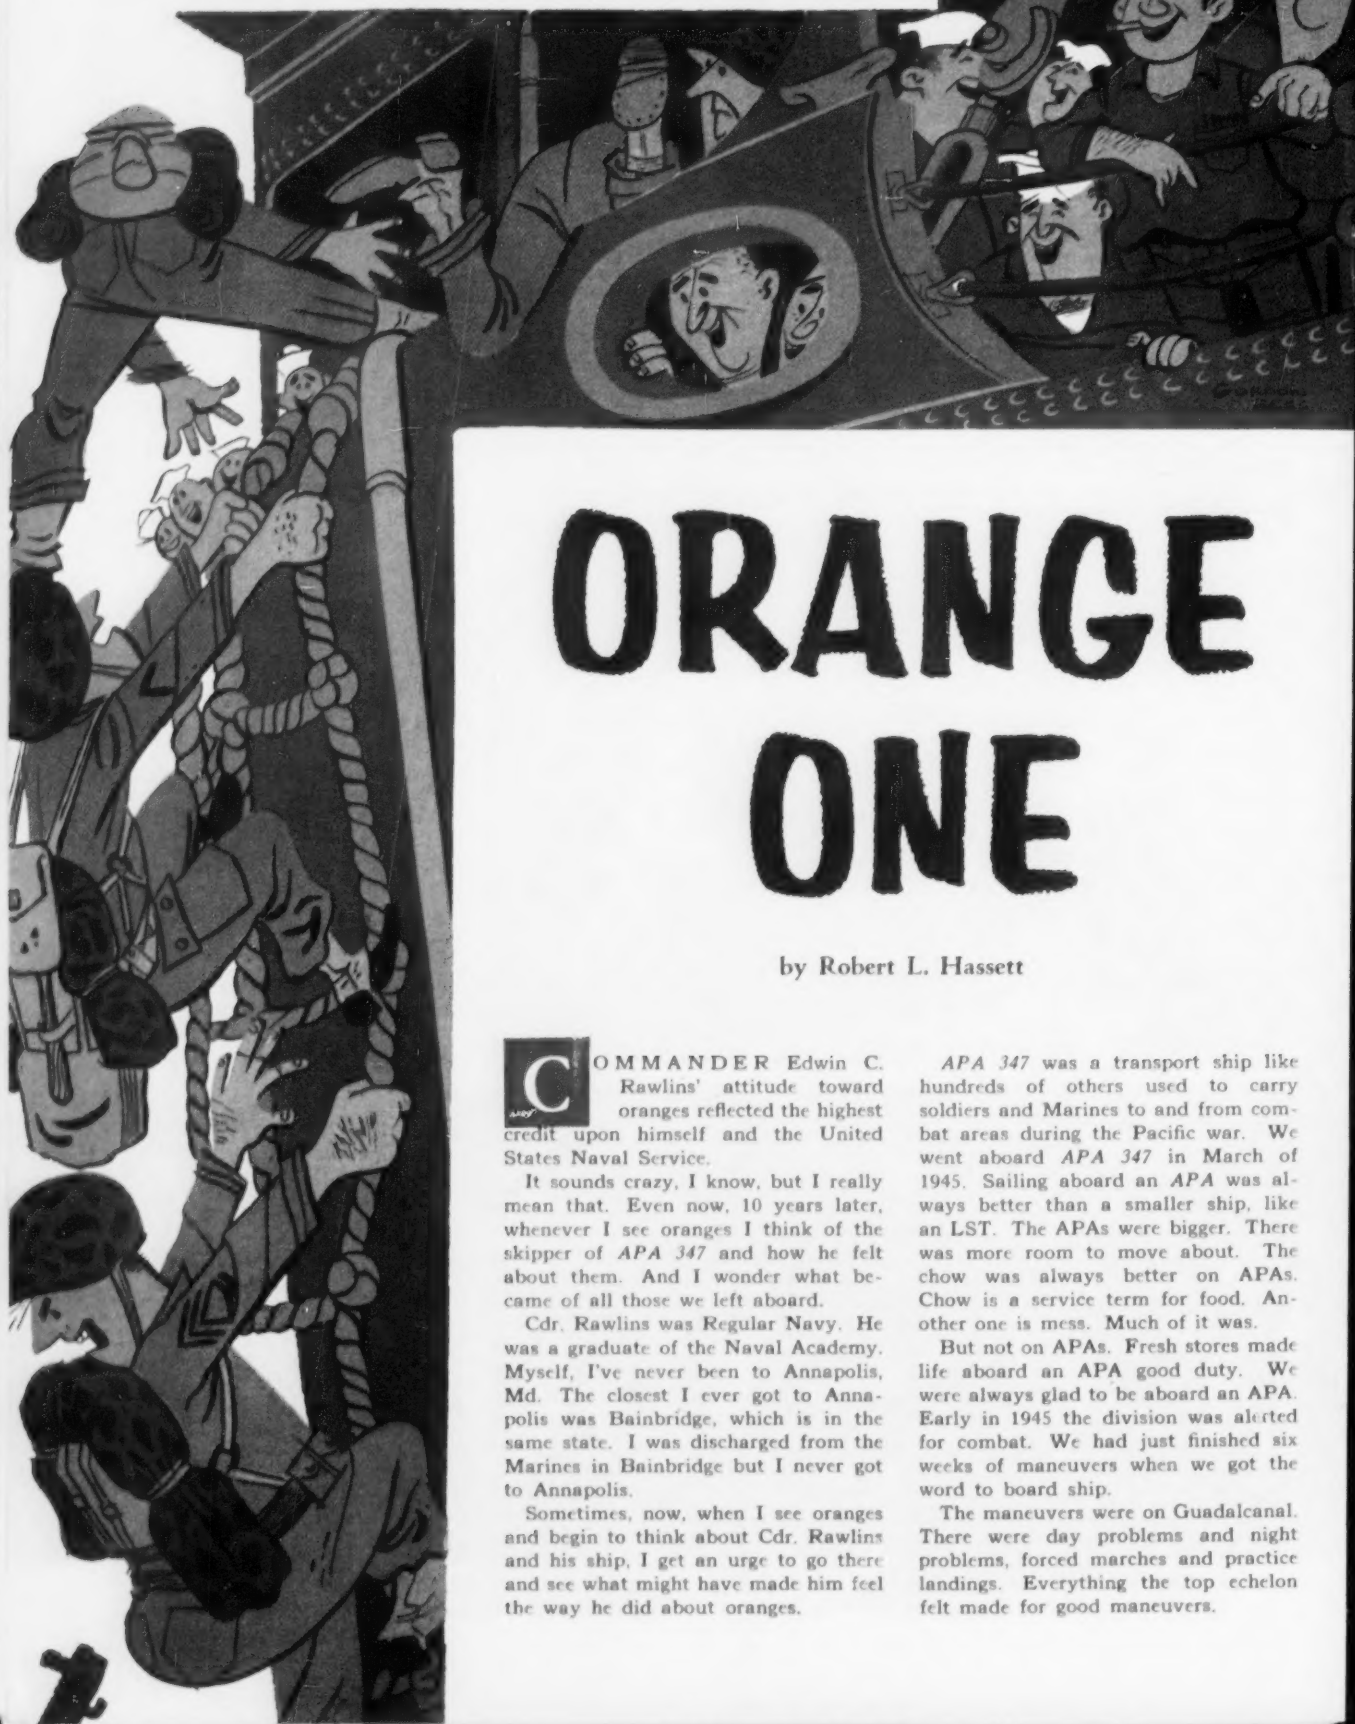 ORANGE
ONE
by Robert L. Hassett
COMMANDER Edwin C.
Rawlins' attitude toward
oranges reflected the highest
credit upon himself and the United
States Naval Service.
It sounds crazy, I know, but I really
mean that. Even now, 10 years later,
whenever I see oranges I think of the
skipper of APA 347 and how he felt
about them. And I wonder what be-
came of all those we left aboard.
Cdr. Rawlins was Regular Navy. He
was a graduate of the Naval Academy.
Myself, I've never been to Annapolis,
Md. The closest I ever got to Anna-
polis was Bainbridge, which is in the
same state. I was discharged from the
Marines in Bainbridge but I never got
to Annapolis.
Sometimes, now, when I see oranges
and begin to think about Cdr. Rawlins
and his ship, I get an urge to go there
and see what might have made him feel
the way he did about oranges.
APA 347 was a transport ship like
hundreds of others used to carry
soldiers and Marines to and from com-
bat areas during the Pacific war. We
went aboard APA 347 in March of
1945. Sailing aboard an APA was al-
ways better than a smaller ship, like
an LST. The APAs were bigger. There
was more room to move about. The
chow was always better on APAs.
Chow is a service term for food. An-
other one is mess. Much of it was.
But not on APAs. Fresh stores made
life aboard an APA good duty. We
were always glad to be aboard an APA.
Early in 1945 the division was alerted
for combat. We had just finished six
weeks of maneuvers when we got the
word to board ship.
The maneuvers were on Guadalcanal.
There were day problems and night
problems, forced marches and practice
landings. Everything the top echelon
felt made for good maneuvers.